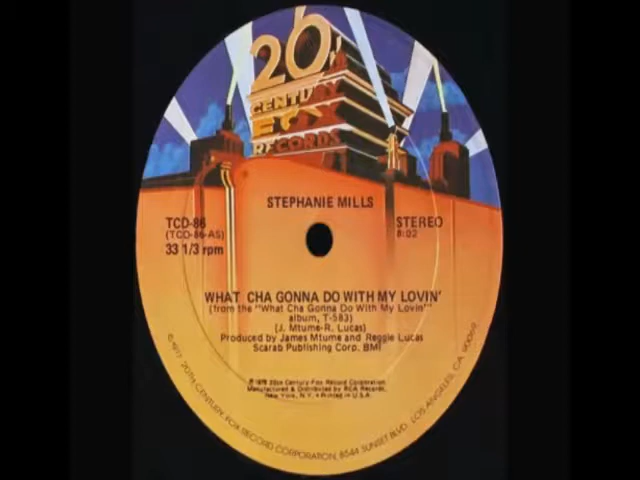 20th
CENTURY
FOX
RECORDS
STEPHANIE MILLS
TCD-86
(TCD-86-AS)
33 1/3 rpm
STEREO
8:02
WHAT CHA GONNA DO WITH MY LOVIN'
(from the "What Cha Gonna Do With My Lovin'"
album, T-583)
(J. Mtume-R. Lucas)
Produced by James Mtume and Reggie Lucas
Scarab Publishing Corp. BMI
℗ 1979 20th Century-Fox Record Corporation
Manufactured & Distributed by RCA Records,
New York, N.Y. • Printed in U.S.A.
©1977 20TH CENTURY FOX RECORD CORPORATION, 8544 SUNSET BLVD. LOS ANGELES, CA. 90069